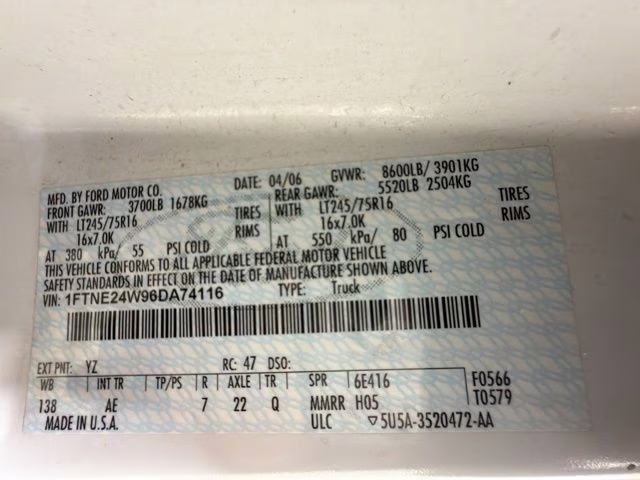 MFD. BY FORD MOTOR CO. DATE: 04/06 GVWR: 8600LB/ 3901KG
FRONT GAWR: 3700LB 1678KG REAR GAWR: 5520LB 2504KG
WITH LT245/75R16 TIRES WITH LT245/75R16 TIRES
16x7.0K RIMS 16x7.0K RIMS
AT 380 kPa/ 55 PSI COLD AT 550 kPa/ 80 PSI COLD
THIS VEHICLE CONFORMS TO ALL APPLICABLE FEDERAL MOTOR VEHICLE
SAFETY STANDARDS IN EFFECT ON THE DATE OF MANUFACTURE SHOWN ABOVE.
VIN: 1FTNE24W96DA74116 TYPE: Truck
EXT PNT: YZ RC: 47 DSO:
WB INT TR TP/PS R AXLE TR SPR 6E416 F0566
138 AE 7 22 Q MMRR H05 T0579
MADE IN U.S.A. ULC ▽5U5A-3520472-AA